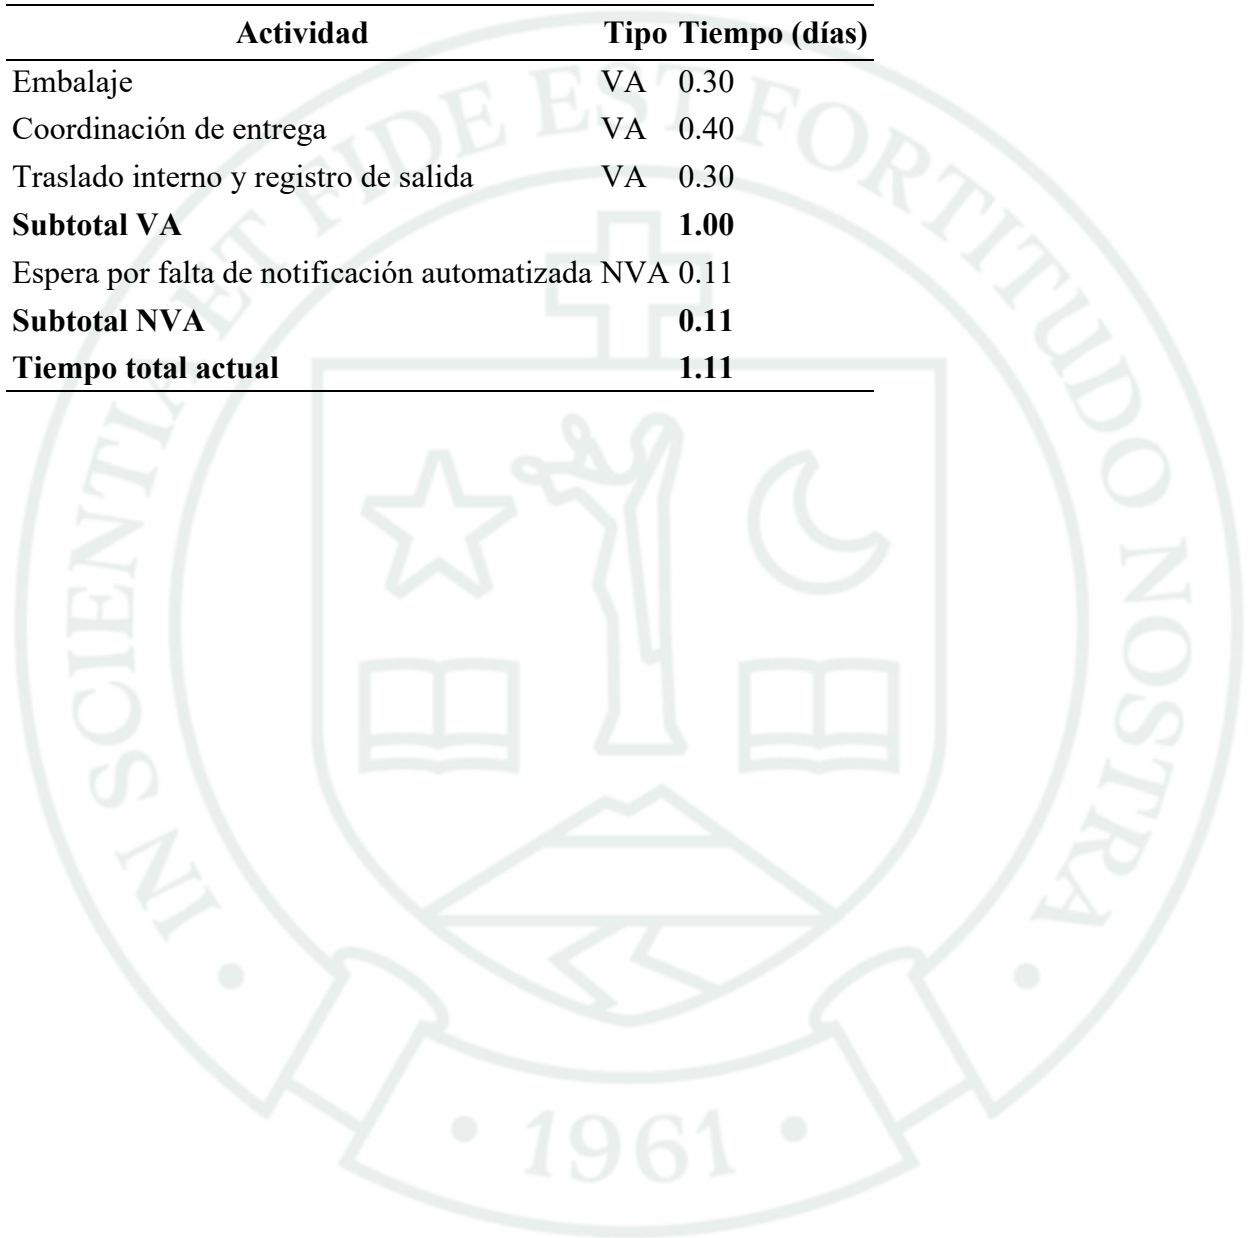 Actividad Tipo Tiempo (días)
Embalaje VA 0.30
Coordinación de entrega VA 0.40
Traslado interno y registro de salida VA 0.30
Subtotal VA 1.00
Espera por falta de notificación automatizada NVA 0.11
Subtotal NVA 0.11
Tiempo total actual 1.11
IN SCIENTIA ET FIDE EST FORTITUDO NOSTRA
• 1961 •